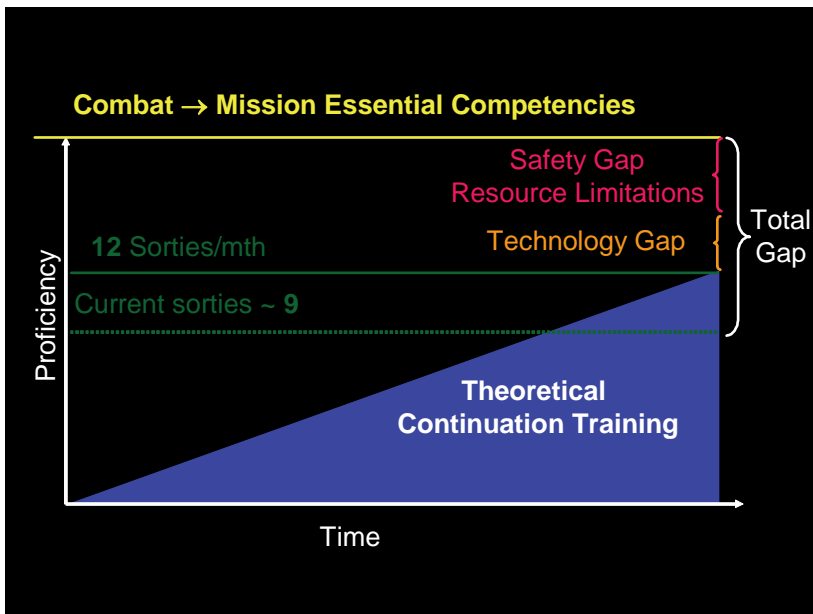 Combat → Mission Essential Competencies
Safety Gap
Resource Limitations
Total
Gap
12 Sorties/mth
Technology Gap
Current sorties ~ 9
Proficiency
Theoretical
Continuation Training
Time